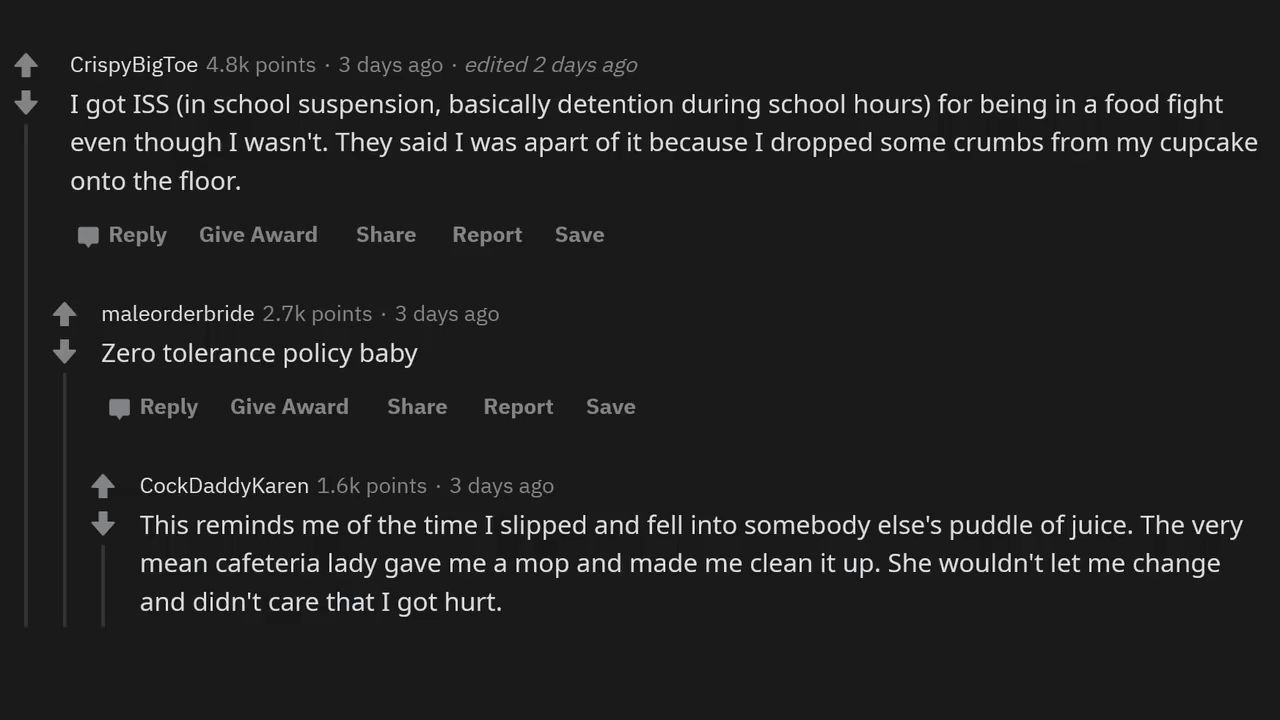 CrispyBigToe 4.8k points · 3 days ago · edited 2 days ago
I got ISS (in school suspension, basically detention during school hours) for being in a food fight
even though I wasn't. They said I was apart of it because I dropped some crumbs from my cupcake
onto the floor.
Reply Give Award Share Report Save
maleorderbride 2.7k points · 3 days ago
Zero tolerance policy baby
Reply Give Award Share Report Save
CockDaddyKaren 1.6k points · 3 days ago
This reminds me of the time I slipped and fell into somebody else's puddle of juice. The very
mean cafeteria lady gave me a mop and made me clean it up. She wouldn't let me change
and didn't care that I got hurt.